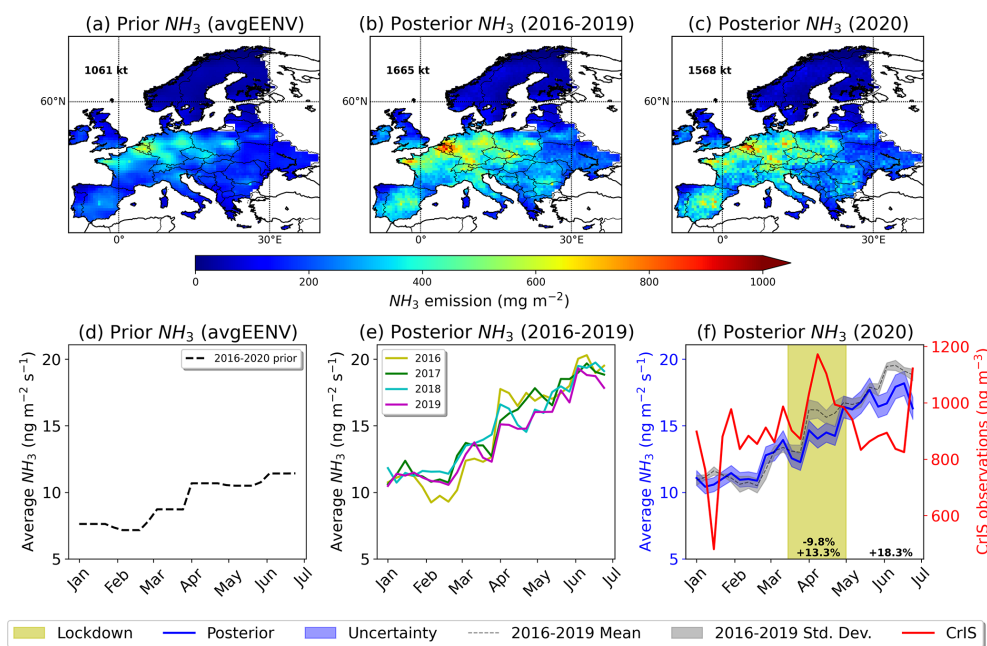 (a) Prior NH3 (avgEENV)
(b) Posterior NH3 (2016-2019)
(c) Posterior NH3 (2020)
1061 kt
1665 kt
1568 kt
60°N
60°N
60°N
0°
30°E
0°
30°E
0°
30°E
0
200
400
600
800
1000
NH3 emission (mg m−2)
(d) Prior NH3 (avgEENV)
(e) Posterior NH3 (2016-2019)
(f) Posterior NH3 (2020)
Average NH3 (ng m−2 s−1)
20
15
10
5
2016-2020 prior
Jan
Feb
Mar
Apr
May
Jun
Jul
Average NH3 (ng m−2 s−1)
20
15
10
5
2016
2017
2018
2019
Jan
Feb
Mar
Apr
May
Jun
Jul
Average NH3 (ng m−2 s−1)
20
15
10
5
-9.8%
+13.3%
+18.3%
Jan
Feb
Mar
Apr
May
Jun
Jul
1200
1000
800
600
CrIS observations (ng m−3)
Lockdown
Posterior
Uncertainty
2016-2019 Mean
2016-2019 Std. Dev.
CrIS